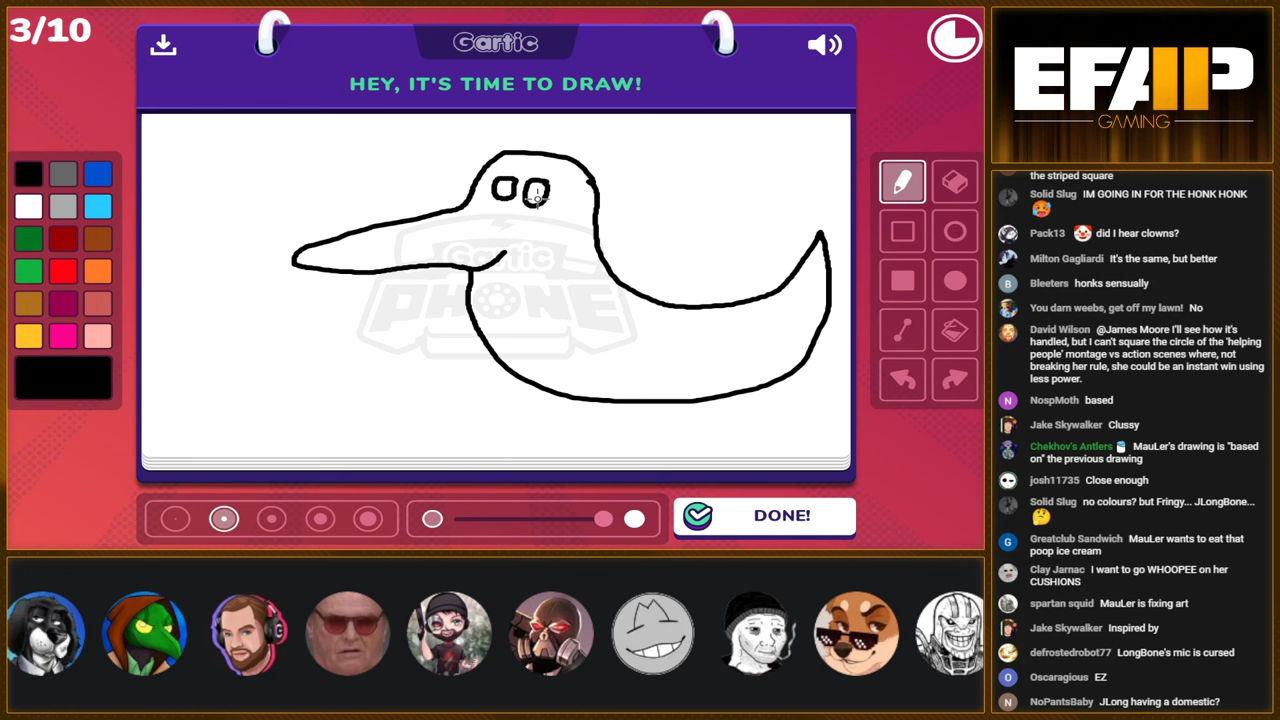 3/10
Gartic
HEY, IT'S TIME TO DRAW!
Gartic
PHONE
DONE!
EFAP
GAMING
the striped square
Solid Slug IM GOING IN FOR THE HONK HONK
🥵
Pack13 🤡 did I hear clowns?
Milton Gagliardi It's the same, but better
Bleeters honks sensually
You darn weebs, get off my lawn! No
David Wilson @James Moore I'll see how it's
handled, but I can't square the circle of the 'helping
people' montage vs action scenes where, not
breaking her rule, she could be an instant win using
less power.
NospMoth based
Jake Skywalker Clussy
Chekhov's Antlers MauLer's drawing is "based
on" the previous drawing
josh11735 Close enough
Solid Slug no colours? but Fringy... JLongBone...
🤔
Greatclub Sandwich MauLer wants to eat that
poop ice cream
Clay Jarnac I want to go WHOOPEE on her
CUSHIONS
spartan squid MauLer is fixing art
Jake Skywalker Inspired by
defrostedrobot77 LongBone's mic is cursed
Oscaragious EZ
NoPantsBaby JLong having a domestic?
B
N
G
O
N